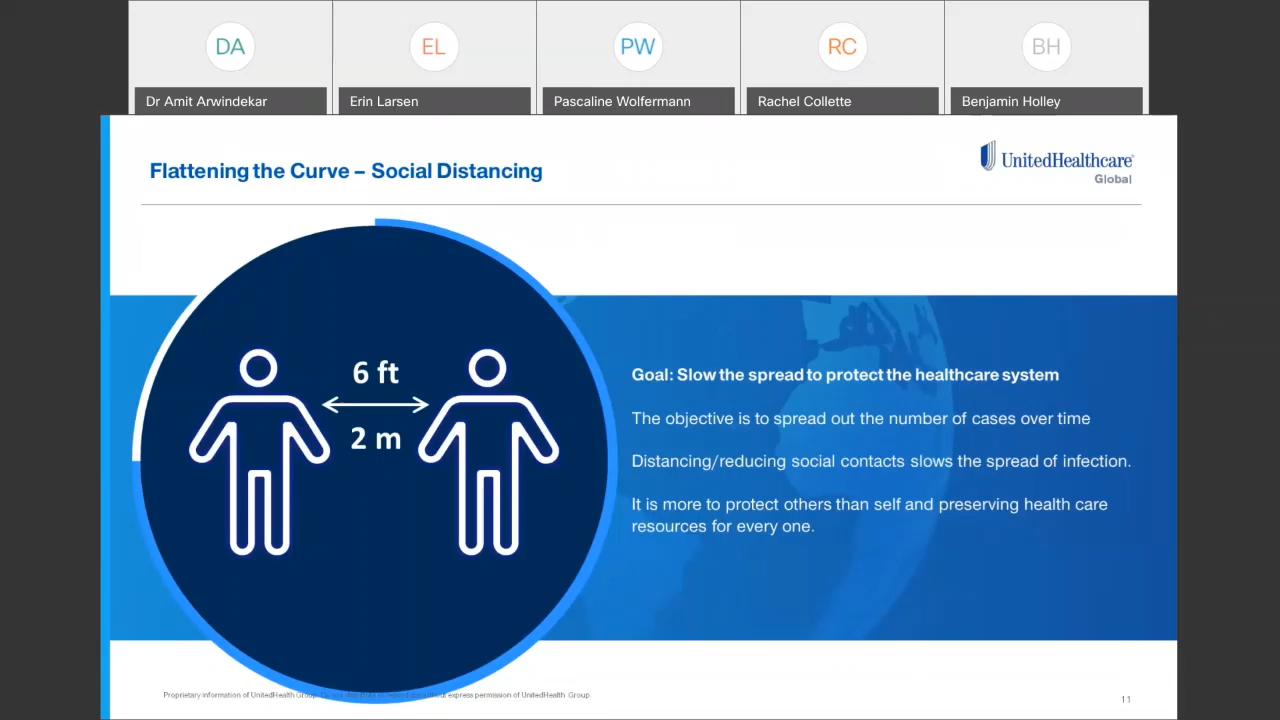 DA
EL
PW
RC
BH
Dr Amit Arwindekar
Erin Larsen
Pascaline Wolfermann
Rachel Collette
Benjamin Holley
Flattening the Curve – Social Distancing
UnitedHealthcare
Global
6 ft
2 m
Goal: Slow the spread to protect the healthcare system
The objective is to spread out the number of cases over time
Distancing/reducing social contacts slows the spread of infection.
It is more to protect others than self and preserving health care
resources for every one.
Proprietary information of UnitedHealth Group. express permission of UnitedHealth Group.
11